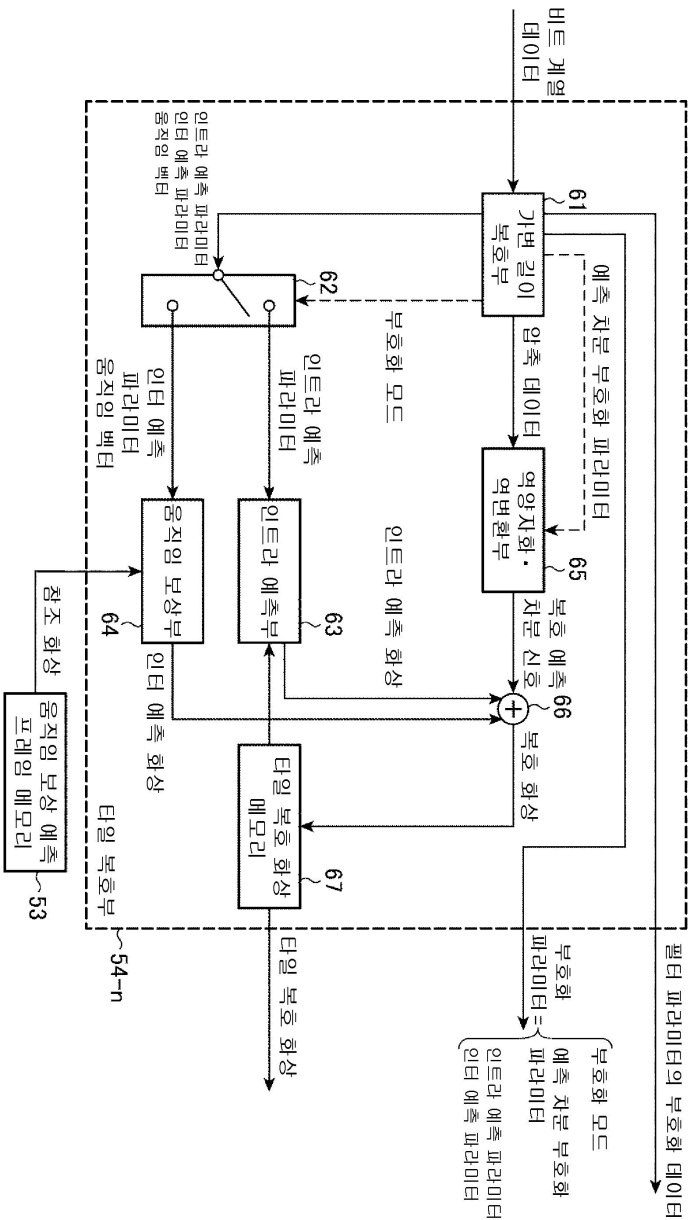 비트 계열
데이터
61
가변 길이
복호부
예측 차분 부호화 파라미터
압축 데이터
역양자화·
역변환부
65
복호 예측
차분 신호
66
복호 화상
필터 파라미터의 부호화 데이터
부호화
파라미터
=
부호화 모드
예측 차분 부호화
파라미터
인트라 예측 파라미터
인터 예측 파라미터
부호화 모드
인트라 예측 파라미터
인터 예측 파라미터
움직임 벡터
62
인트라 예측
파라미터
인트라 예측부
63
인트라 예측 화상
타일 복호 화상
메모리
67
타일 복호 화상
인터 예측
파라미터
움직임 벡터
움직임 보상부
64
인터 예측 화상
참조 화상
움직임 보상 예측
프레임 메모리
53
타일 복호부
54-n